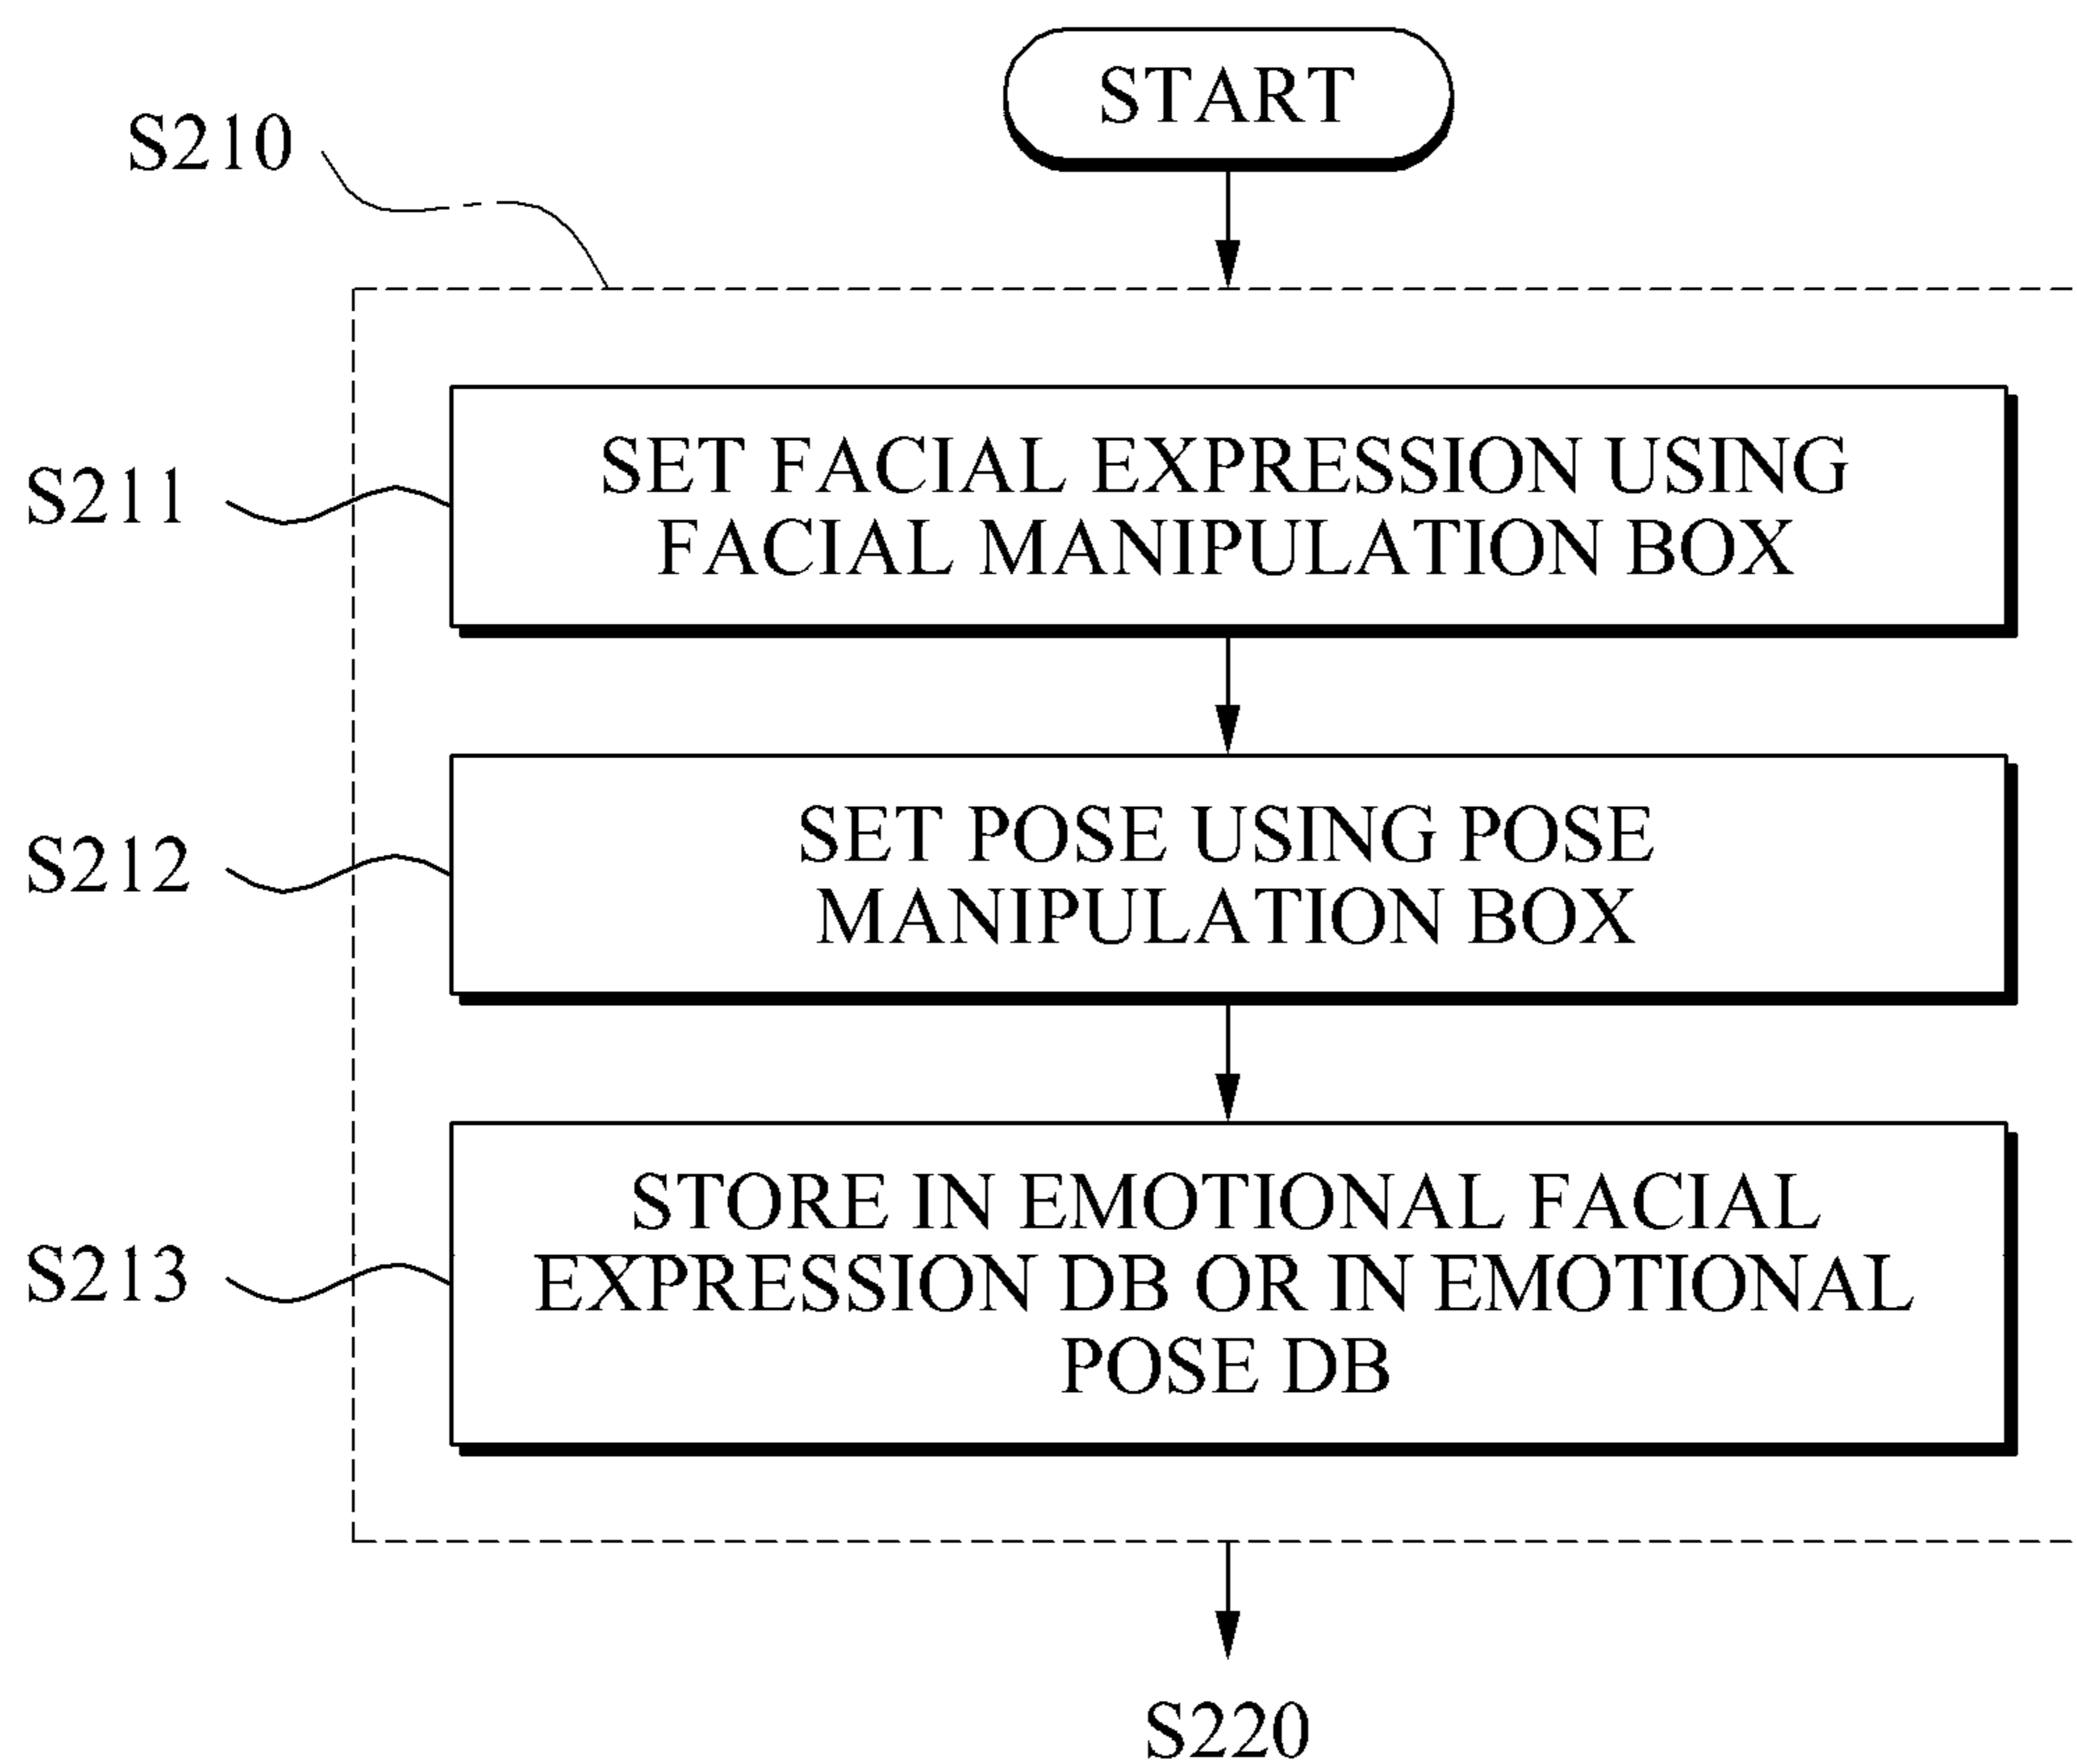 START
S210
S211
SET FACIAL EXPRESSION USING
FACIAL MANIPULATION BOX
S212
SET POSE USING POSE
MANIPULATION BOX
S213
STORE IN EMOTIONAL FACIAL
EXPRESSION DB OR IN EMOTIONAL
POSE DB
S220